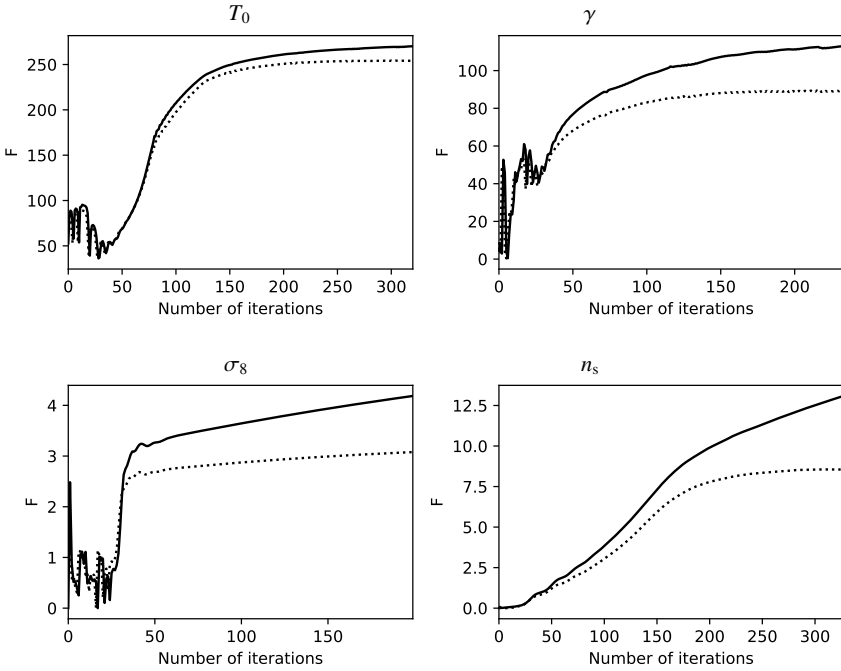 T₀
250
200
150
100
50
F
0 50 100 150 200 250 300
Number of iterations
γ
100
80
60
40
20
0
F
0 50 100 150 200
Number of iterations
σ₈
4
3
2
1
0
F
0 50 100 150
Number of iterations
nₛ
12.5
10.0
7.5
5.0
2.5
0.0
F
0 50 100 150 200 250 300
Number of iterations